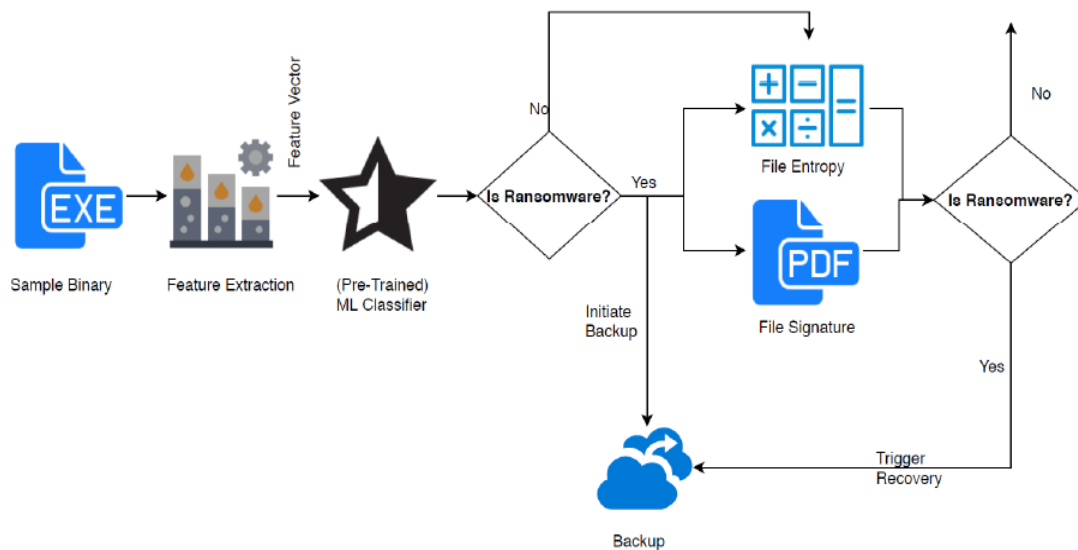 EXE
Sample Binary
Feature Extraction
Feature Vector
(Pre-Trained)
ML Classifier
Is Ransomware?
No
Yes
Initiate
Backup
File Entropy
PDF
File Signature
Is Ransomware?
No
Yes
Trigger
Recovery
Backup